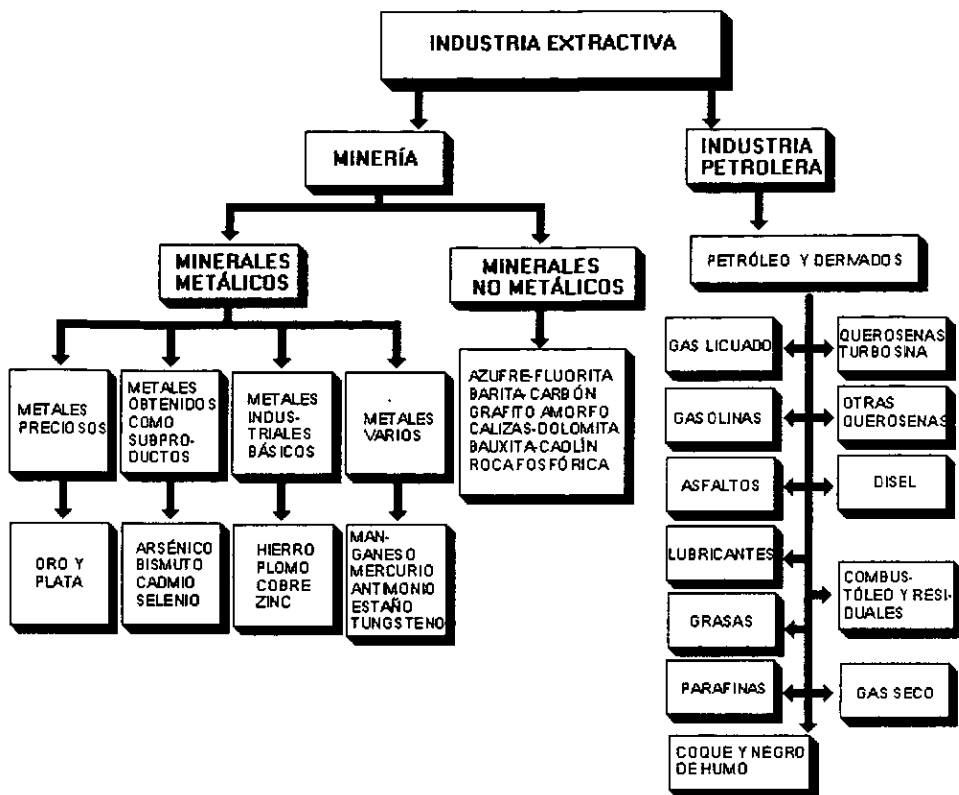 INDUSTRIA EXTRACTIVA
MINERÍA
INDUSTRIA
PETROLERA
MINERALES
METÁLICOS
MINERALES
NO METÁLICOS
PETRÓLEO Y DERMADOS
METALES
PRECIOSOS
METALES
OBTENIDOS
COMO
SUBPRO-
DUCTOS
METALES
INDUS-
TRIALES
BÁSICOS
METALES
VARIOS
AZUFRE-FLUORITA
BARITA-CARBÓN
GRAFITO AMORFO
CALIZAS-DOLOMITA
BAUXITA-CAOLÍN
ROCA FOSFÓRICA
ORO Y
PLATA
ARSÉNICO
BISMUTO
CADMIO
SELENIO
HIERRO
PLOMO
COBRE
ZINC
MAN-
GANESO
MERCURIO
ANTIMONIO
ESTAÑO
TUNGSTENO
GAS LICUADO
QUEROSENAS
TURBOSINA
GASOLINAS
OTRAS
QUEROSENAS
ASFALTOS
DISEL
LUBRICANTES
COMBUS-
TÓLEO Y RESI-
DUALES
GRASAS
PARAFINAS
GAS SECO
COQUE Y NEGRO
DE HUMO